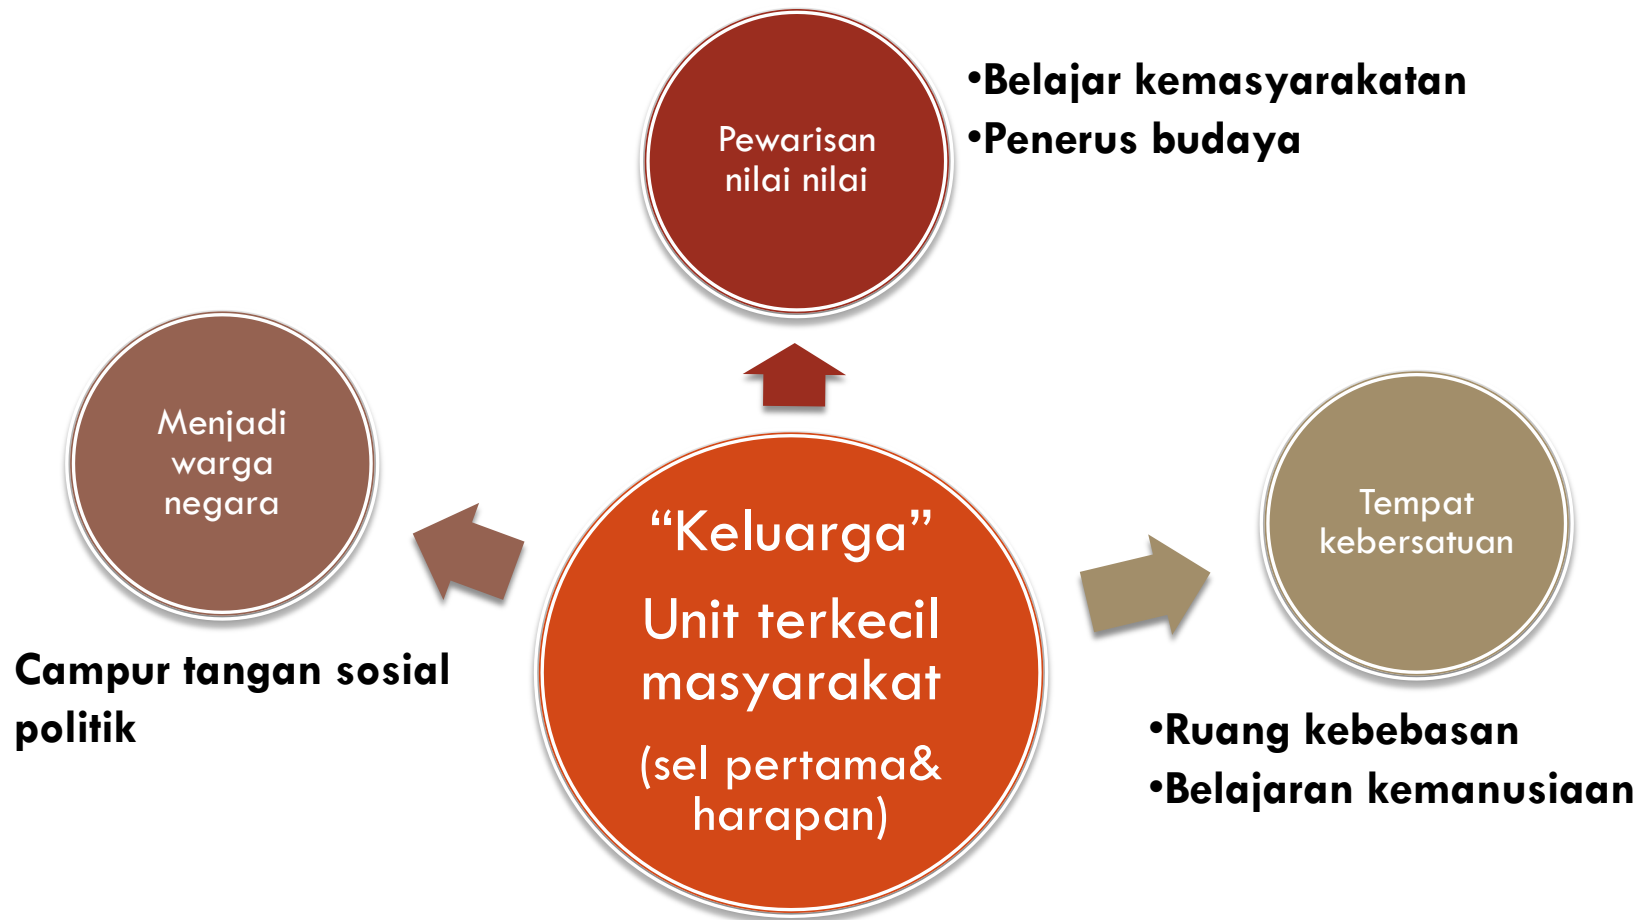 Pewarisan
nilai nilai
•Belajar kemasyarakatan
•Penerus budaya
Menjadi
warga
negara
Campur tangan sosial
politik
“Keluarga”
Unit terkecil
masyarakat
(sel pertama&
harapan)
Tempat
kebersatuan
•Ruang kebebasan
•Belajaran kemanusiaan